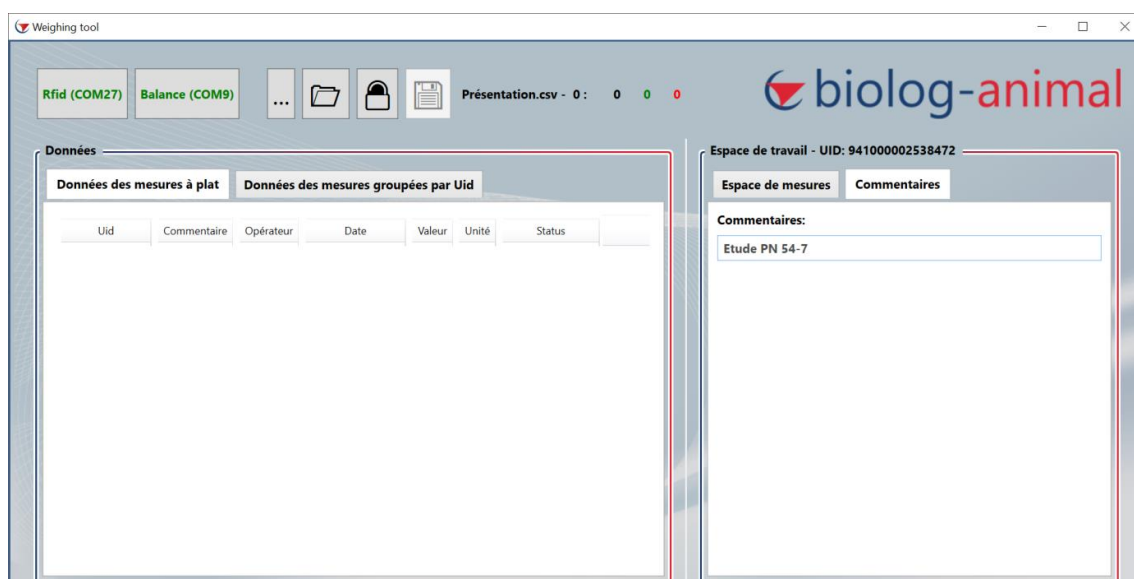 Weighing tool
Rfid (COM27) Balance (COM9) ... Présentation.csv - 0 : 0 0 0
biolog-animal
Données
Données des mesures à plat Données des mesures groupées par Uid
Uid Commentaire Opérateur Date Valeur Unité Status
Espace de travail - UID: 941000002538472
Espace de mesures Commentaires
Commentaires:
Etude PN 54-7